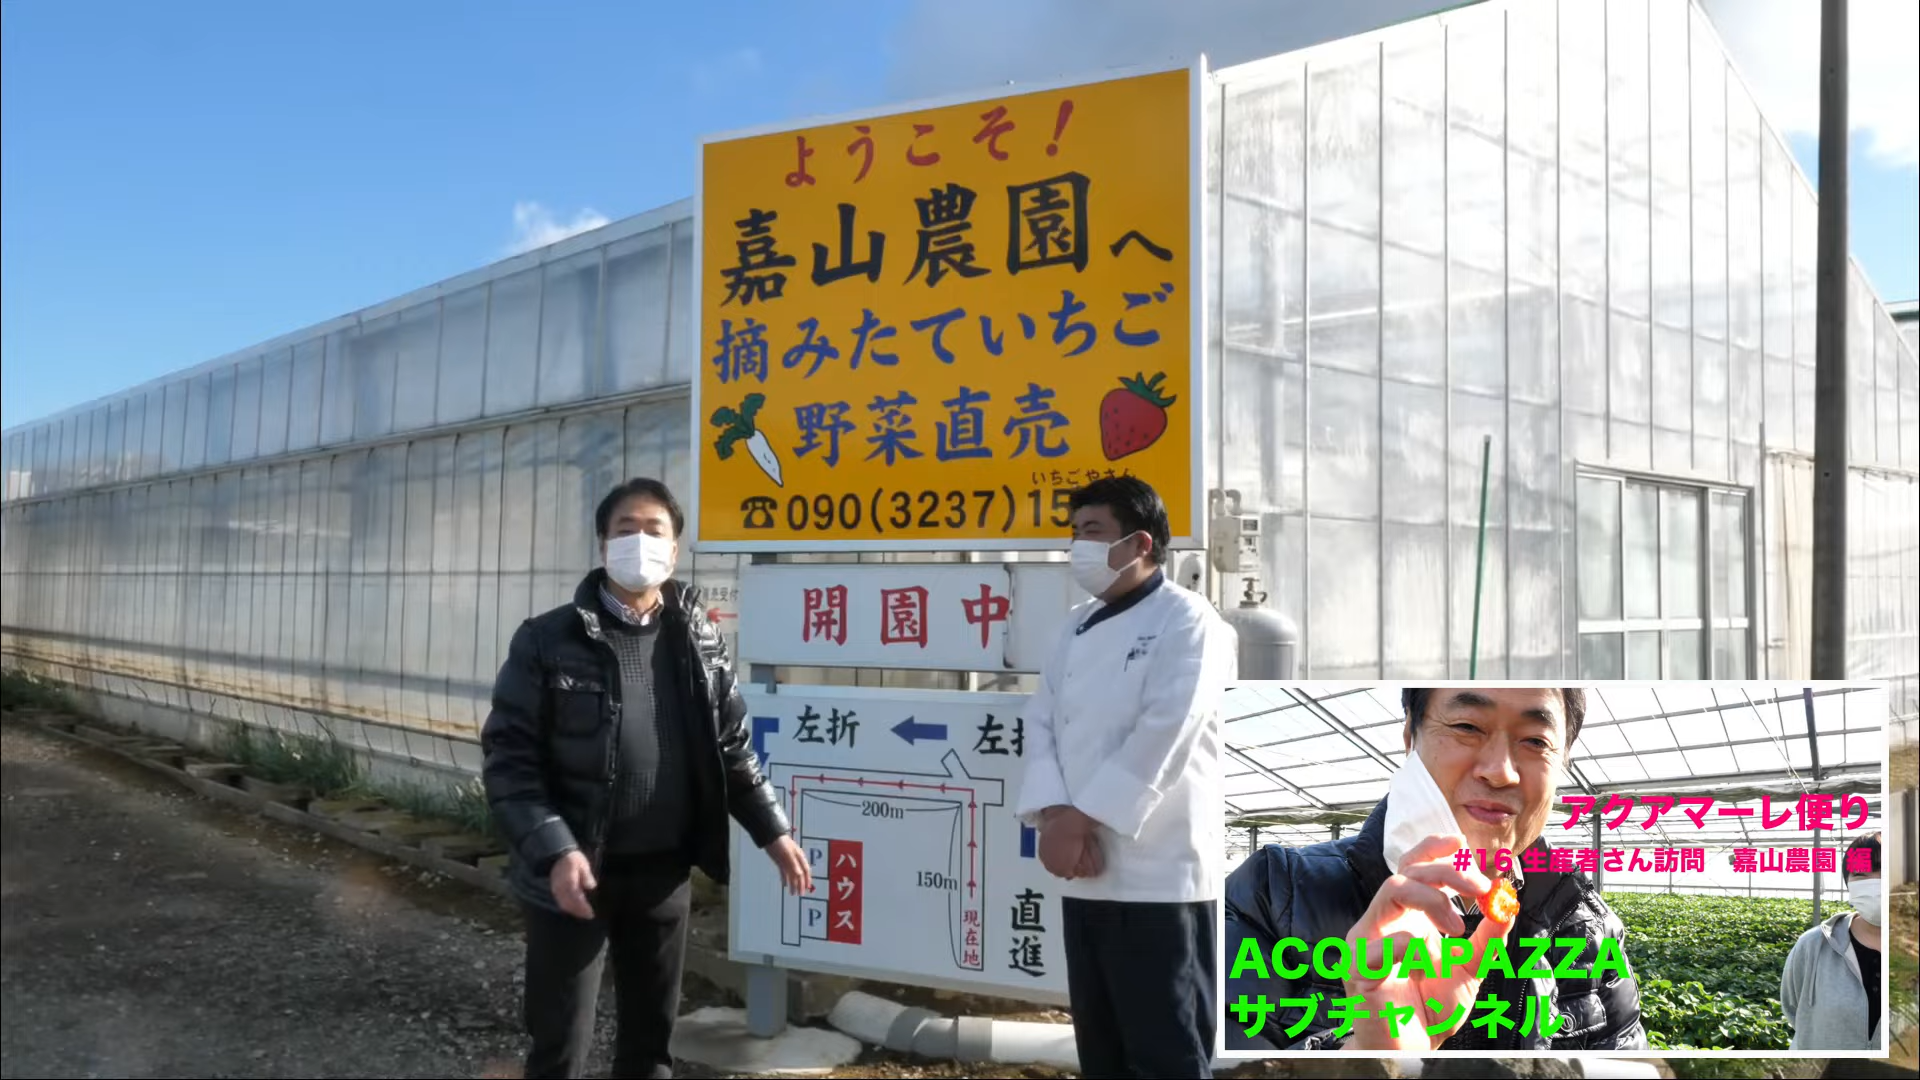 ようこそ!
嘉山農園へ
摘みたていちご
野菜直売
いちごやさん
☎090(3237)15
開園中
左折
左折
200m
150m
P
P
ハウス
現在地
直進
アクアマーレ便り
#16 生産者さん訪問 嘉山農園 編
ACQUAPAZZA
サブチャンネル